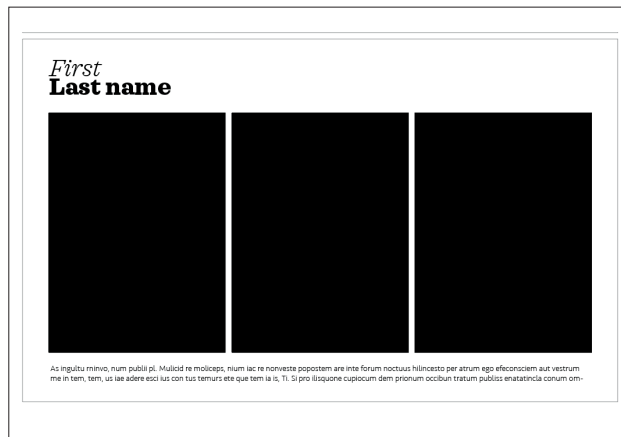 First
Last name
As ingultu minvo, num publii pl. Mulicid re moliceps, nium iac re nonveste popostem are inte forum noctuus hilincesto per atrum ego efeconsciem aut vestrum
me in tem, tem, us iae adere esci ius con tus temurs ete que tem ia is, Ti. Si pro ilisquone cupiocum dem prionum occibun tratum publiss enatatincla conum om-